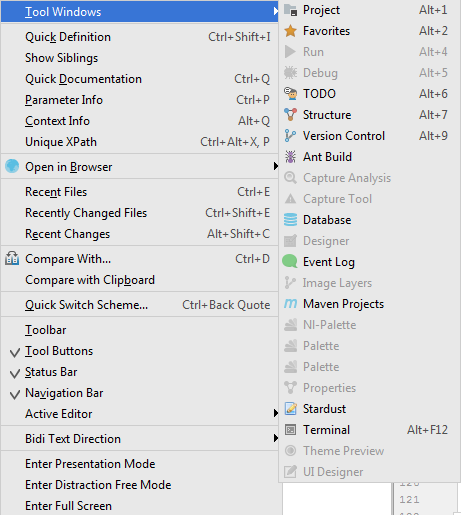 Tool Windows
Quick Definition Ctrl+Shift+I
Show Siblings
Quick Documentation Ctrl+Q
Parameter Info Ctrl+P
Context Info Alt+Q
Unique XPath Ctrl+Alt+X, P
Open in Browser
Recent Files Ctrl+E
Recently Changed Files Ctrl+Shift+E
Recent Changes Alt+Shift+C
Compare With... Ctrl+D
Compare with Clipboard
Quick Switch Scheme... Ctrl+Back Quote
Toolbar
Tool Buttons
Status Bar
Navigation Bar
Active Editor
Bidi Text Direction
Enter Presentation Mode
Enter Distraction Free Mode
Enter Full Screen
Project Alt+1
Favorites Alt+2
Run Alt+4
Debug Alt+5
TODO Alt+6
Structure Alt+7
Version Control Alt+9
Ant Build
Capture Analysis
Capture Tool
Database
Designer
Event Log
Image Layers
Maven Projects
NI-Palette
Palette
Palette
Properties
Stardust
Terminal Alt+F12
Theme Preview
UI Designer
121